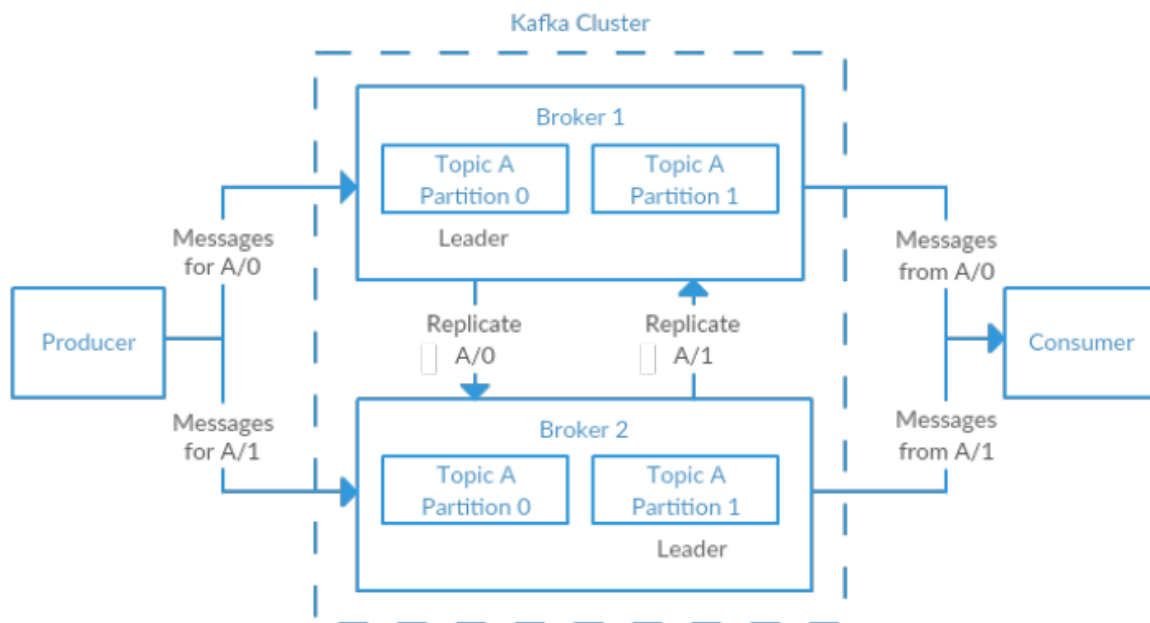 Kafka Cluster
Broker 1
Topic A
Partition 0
Topic A
Partition 1
Leader
Messages
for A/0
Messages
from A/0
Producer
Replicate
A/0
Replicate
A/1
Consumer
Messages
for A/1
Messages
from A/1
Broker 2
Topic A
Partition 0
Topic A
Partition 1
Leader